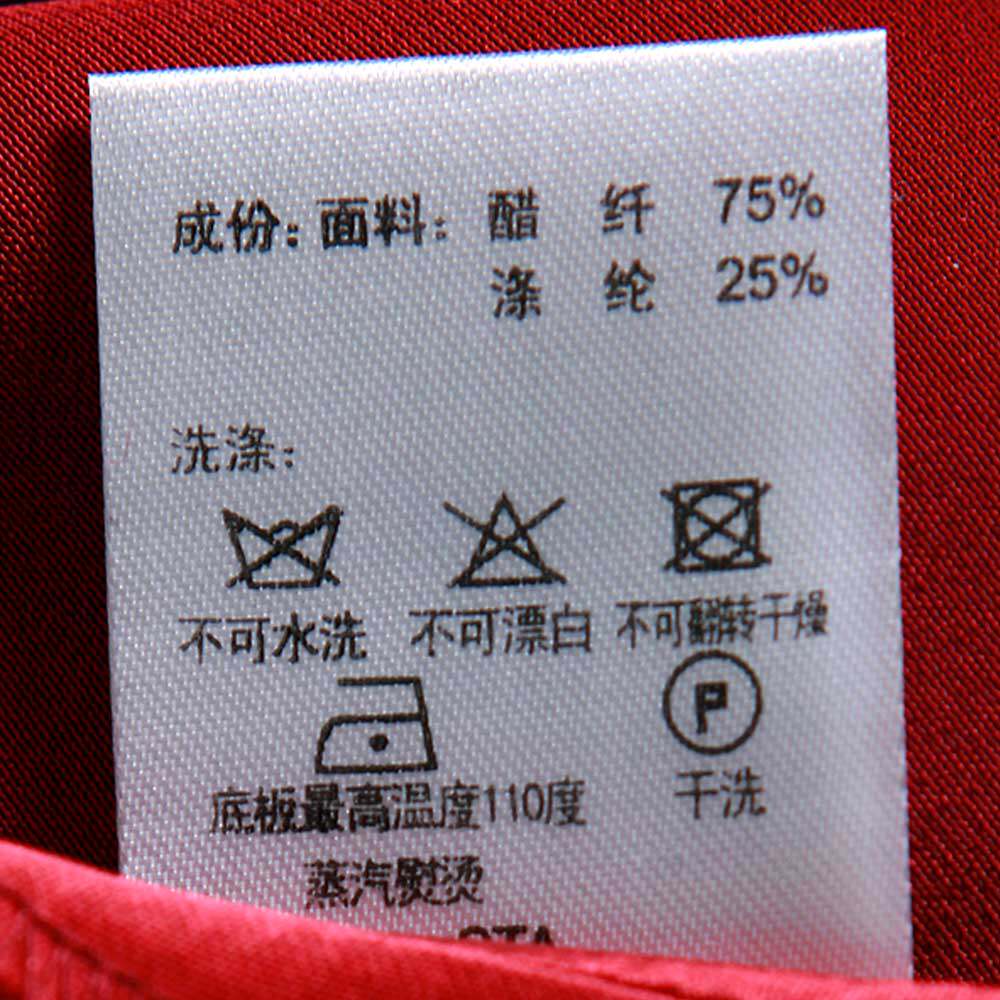 成份：面料：醋 纤 75%
涤 纶 25%
洗涤：
不可水洗 不可漂白 不可翻转干燥
P
底板最高温度110度 干洗
蒸汽熨烫